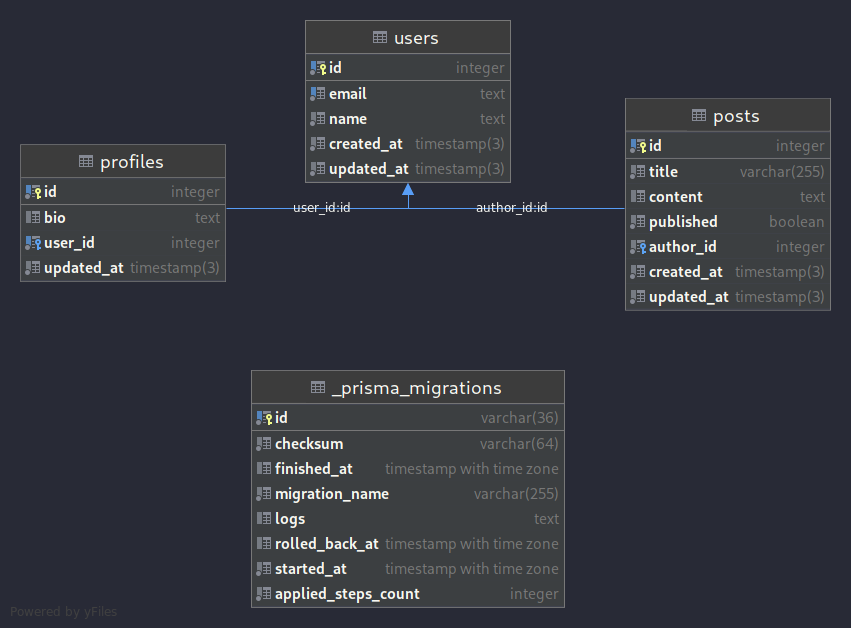 users
id integer
email text
name text
created_at timestamp(3)
updated_at timestamp(3)
profiles
id integer
bio text
user_id integer
updated_at timestamp(3)
user_id:id
author_id:id
posts
id integer
title varchar(255)
content text
published boolean
author_id integer
created_at timestamp(3)
updated_at timestamp(3)
_prisma_migrations
id varchar(36)
checksum varchar(64)
finished_at timestamp with time zone
migration_name varchar(255)
logs text
rolled_back_at timestamp with time zone
started_at timestamp with time zone
applied_steps_count integer
Powered by yFiles